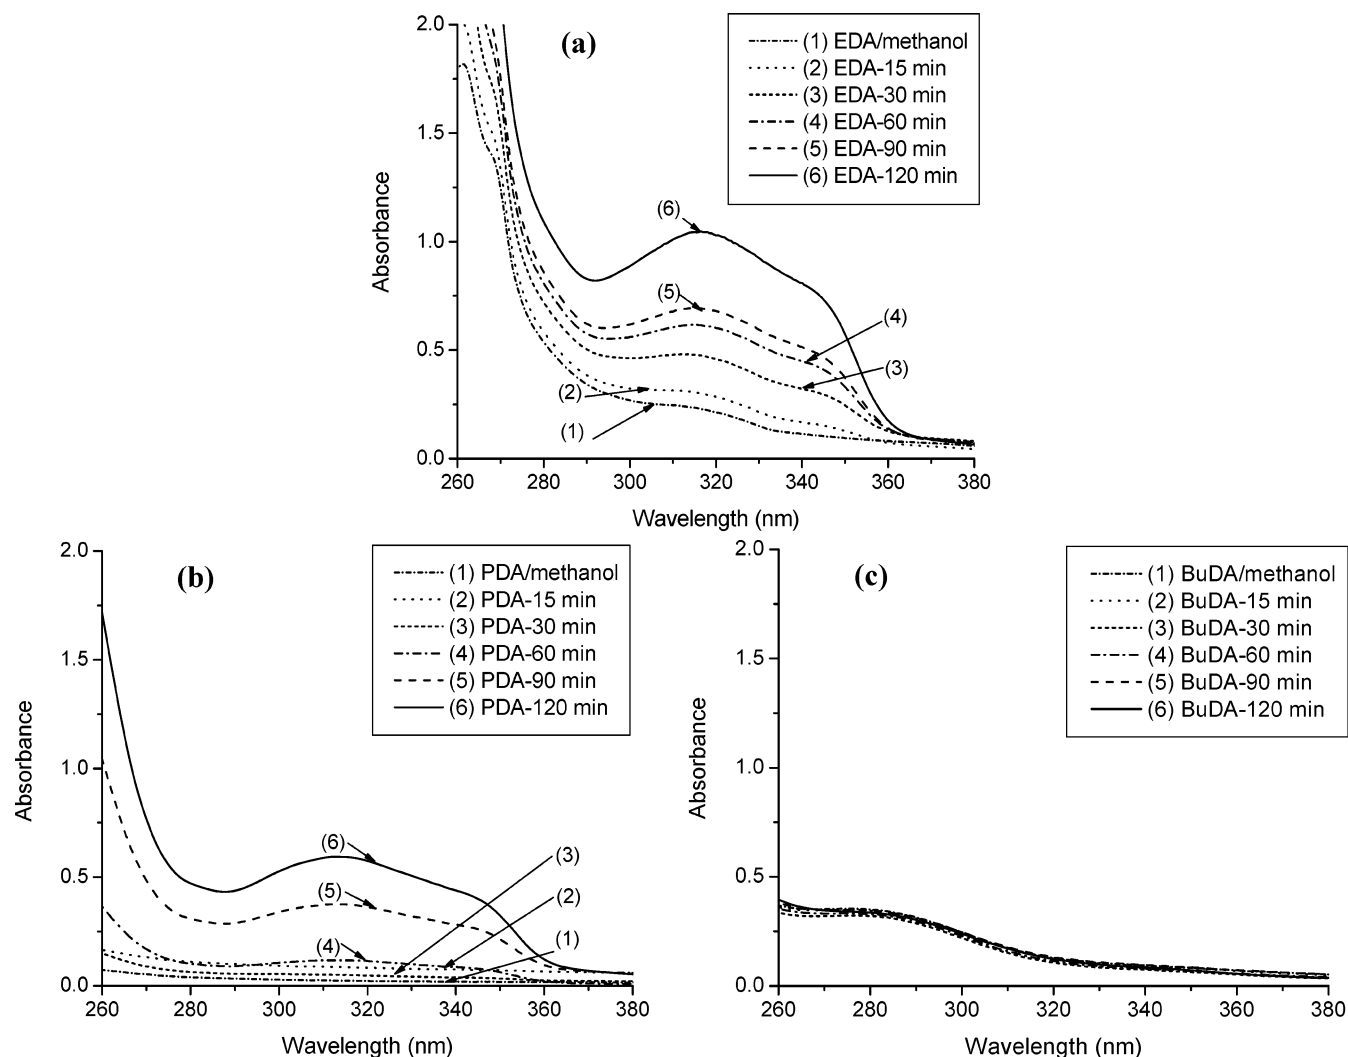 (a)
2.0
1.5
1.0
0.5
0.0
Absorbance
(1) EDA/methanol
(2) EDA-15 min
(3) EDA-30 min
(4) EDA-60 min
(5) EDA-90 min
(6) EDA-120 min
(6)
(5)
(4)
(3)
(2)
(1)
260 280 300 320 340 360 380
Wavelength (nm)
(b)
2.0
1.5
1.0
0.5
0.0
Absorbance
(1) PDA/methanol
(2) PDA-15 min
(3) PDA-30 min
(4) PDA-60 min
(5) PDA-90 min
(6) PDA-120 min
(6)
(3)
(5)
(2)
(4)
(1)
260 280 300 320 340 360 380
Wavelength (nm)
(c)
2.0
1.5
1.0
0.5
0.0
Absorbance
(1) BuDA/methanol
(2) BuDA-15 min
(3) BuDA-30 min
(4) BuDA-60 min
(5) BuDA-90 min
(6) BuDA-120 min
260 280 300 320 340 360 380
Wavelength (nm)